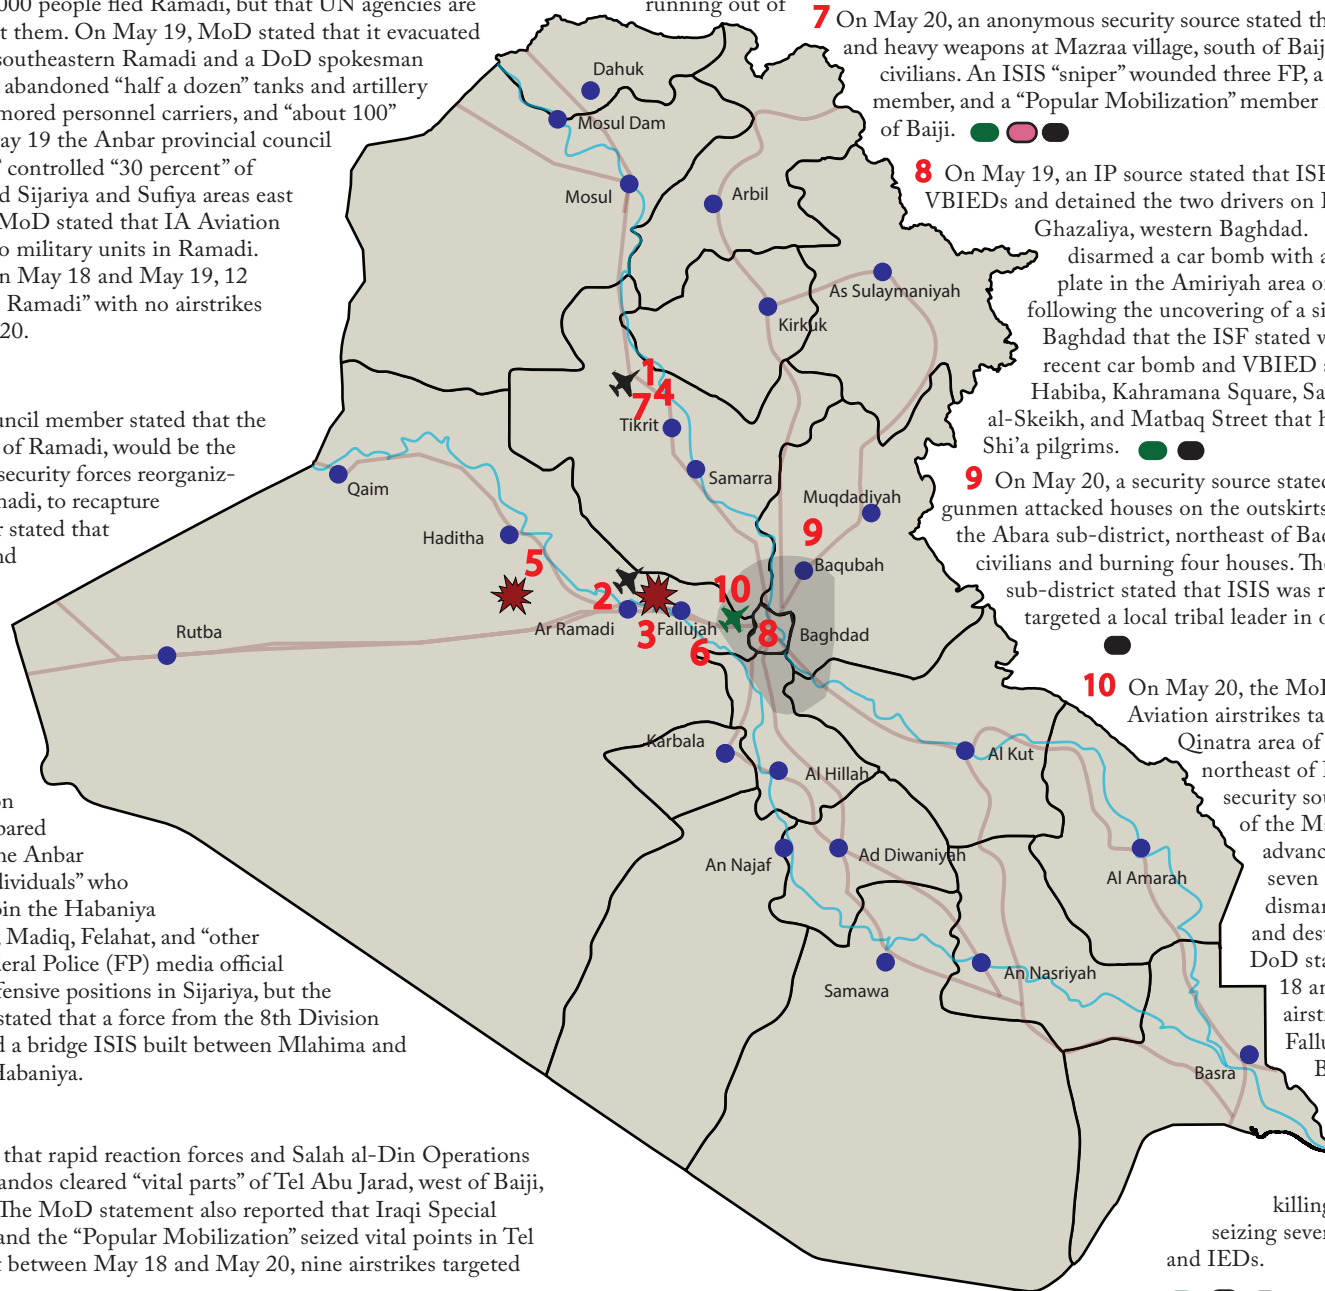 000 people fled Ramadi, but that UN agencies are
t them. On May 19, MoD stated that it evacuated
southeastern Ramadi and a DoD spokesman
abandoned “half a dozen” tanks and artillery
mored personnel carriers, and “about 100”
ay 19 the Anbar provincial council
controlled “30 percent” of
d Sijariya and Sufiya areas east
MoD stated that IA Aviation
o military units in Ramadi.
n May 18 and May 19, 12
Ramadi” with no airstrikes
20.
uncil member stated that the
of Ramadi, would be the
security forces reorganiz-
madi, to recapture
r stated that
nd
on
pared
he Anbar
dividuals” who
oin the Habaniya
, Madiq, Felahat, and “other
deral Police (FP) media official
fensive positions in Sijariya, but the
stated that a force from the 8th Division
d a bridge ISIS built between Mlahima and
Habaniya.
that rapid reaction forces and Salah al-Din Operations
andos cleared “vital parts” of Tel Abu Jarad, west of Baiji,
The MoD statement also reported that Iraqi Special
and the “Popular Mobilization” seized vital points in Tel
t between May 18 and May 20, nine airstrikes targeted
running out of
Dahuk
Mosul Dam
Mosul
Arbil
As Sulaymaniyah
Kirkuk
1
4
7
Tikrit
Samarra
Qaim
Muqdadiyah
Haditha
9
5
Baqubah
10
2
Ar Ramadi
Fallujah
3
8
Baghdad
6
Rutba
Karbala
Al Kut
Al Hillah
An Najaf
Ad Diwaniyah
Al Amarah
An Nasriyah
Samawa
Basra
7 On May 20, an anonymous security source stated th
and heavy weapons at Mazraa village, south of Baij
civilians. An ISIS “sniper” wounded three FP, a
member, and a “Popular Mobilization” member
of Baiji.
8 On May 19, an IP source stated that ISF
VBIEDs and detained the two drivers on
Ghazaliya, western Baghdad.
disarmed a car bomb with a
plate in the Amiriyah area o
following the uncovering of a si
Baghdad that the ISF stated w
recent car bomb and VBIED
Habiba, Kahramana Square, Sa
al-Skeikh, and Matbaq Street that h
Shi’a pilgrims.
9 On May 20, a security source stated
gunmen attacked houses on the outskirts
the Abara sub-district, northeast of Baq
civilians and burning four houses. The
sub-district stated that ISIS was r
targeted a local tribal leader in o
10 On May 20, the MoD
Aviation airstrikes ta
Qinatra area of
northeast of
security sou
of the M
advanc
seven
disman
and dest
DoD sta
18 an
airstr
Fallu
B
killing
seizing sever
and IEDs.